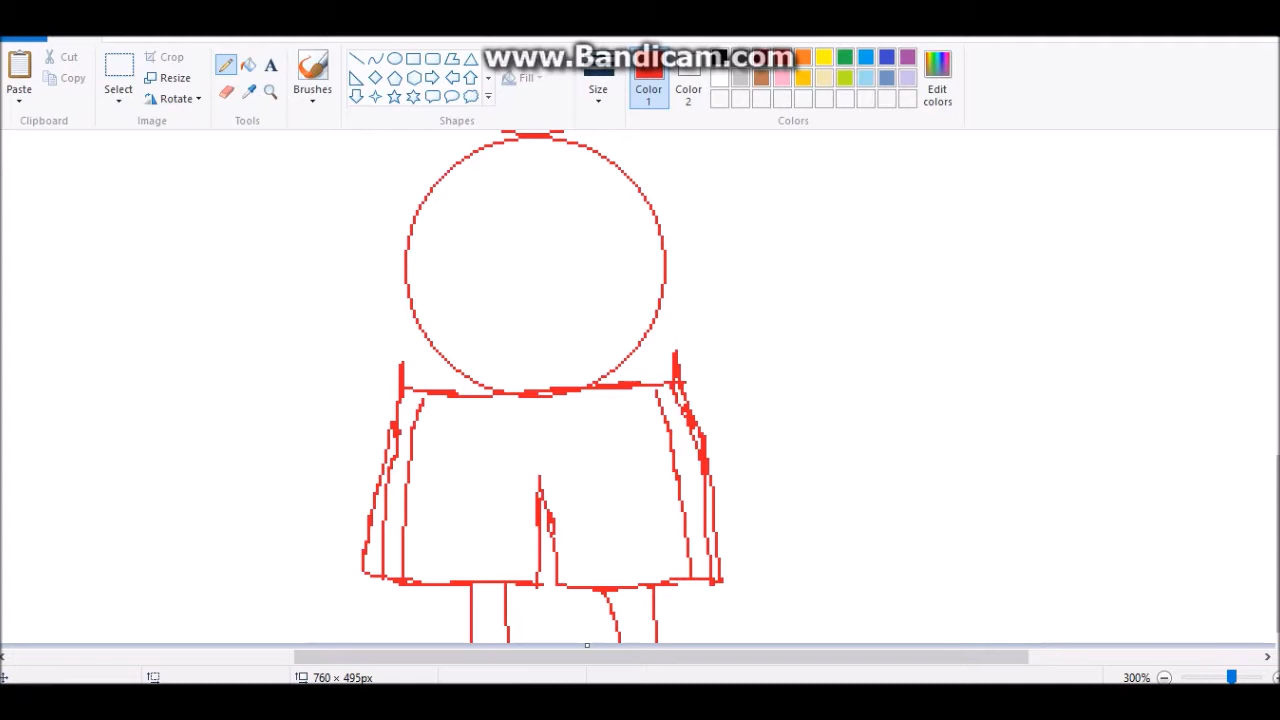 www.Bandicam.com
Cut
Copy
Paste
Clipboard
Crop
Resize
Rotate
Select
Image
A
Tools
Brushes
Fill
Shapes
Size
Color
1
Color
2
Edit
colors
Colors
760 × 495px
300%